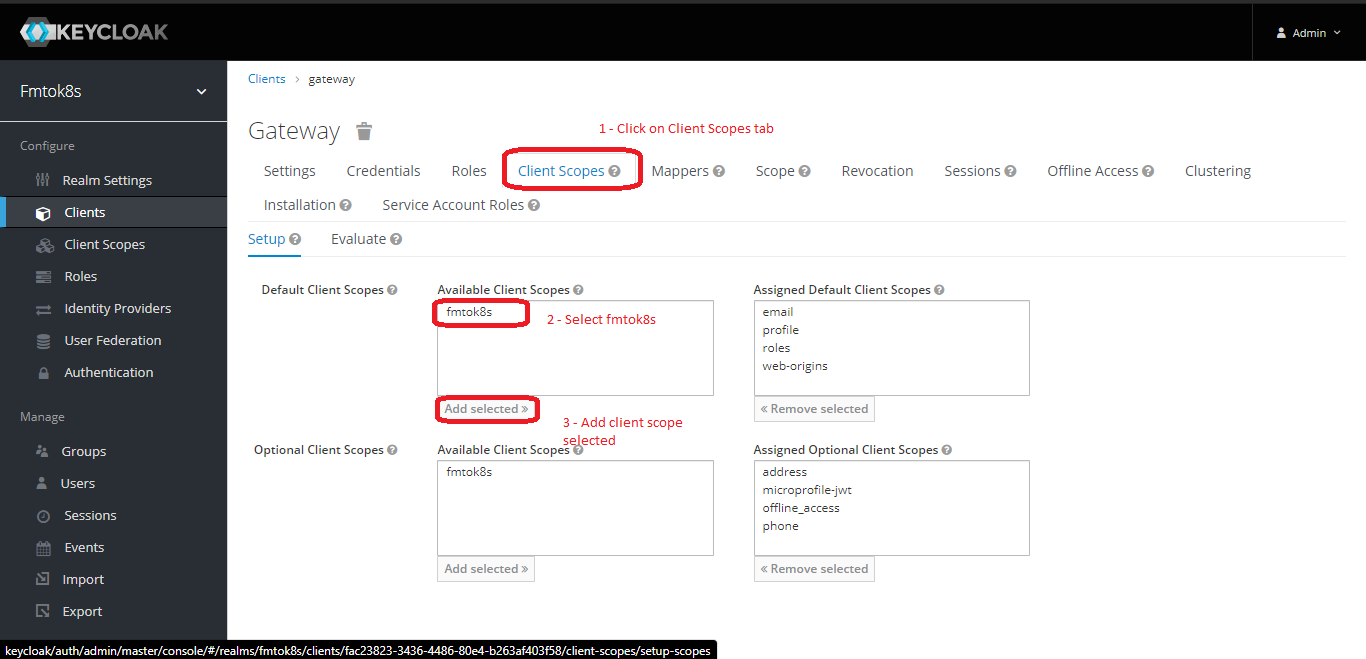 KEYCLOAK
Admin
Fmtok8s
Configure
Realm Settings
Clients
Client Scopes
Roles
Identity Providers
User Federation
Authentication
Manage
Groups
Users
Sessions
Events
Import
Export
Clients > gateway
Gateway
1 - Click on Client Scopes tab
Settings Credentials Roles Client Scopes ? Mappers ? Scope ? Revocation Sessions ? Offline Access ? Clustering
Installation ? Service Account Roles ?
Setup ? Evaluate ?
Default Client Scopes ?
Available Client Scopes ?
fmtok8s
2 - Select fmtok8s
Add selected »
3 - Add client scope
selected
Assigned Default Client Scopes ?
email
profile
roles
web-origins
« Remove selected
Optional Client Scopes ?
Available Client Scopes ?
fmtok8s
Add selected »
Assigned Optional Client Scopes ?
address
microprofile-jwt
offline_access
phone
« Remove selected
keycloak/auth/admin/master/console/#/realms/fmtok8s/clients/fac23823-3436-4486-80e4-b263af403f58/client-scopes/setup-scopes